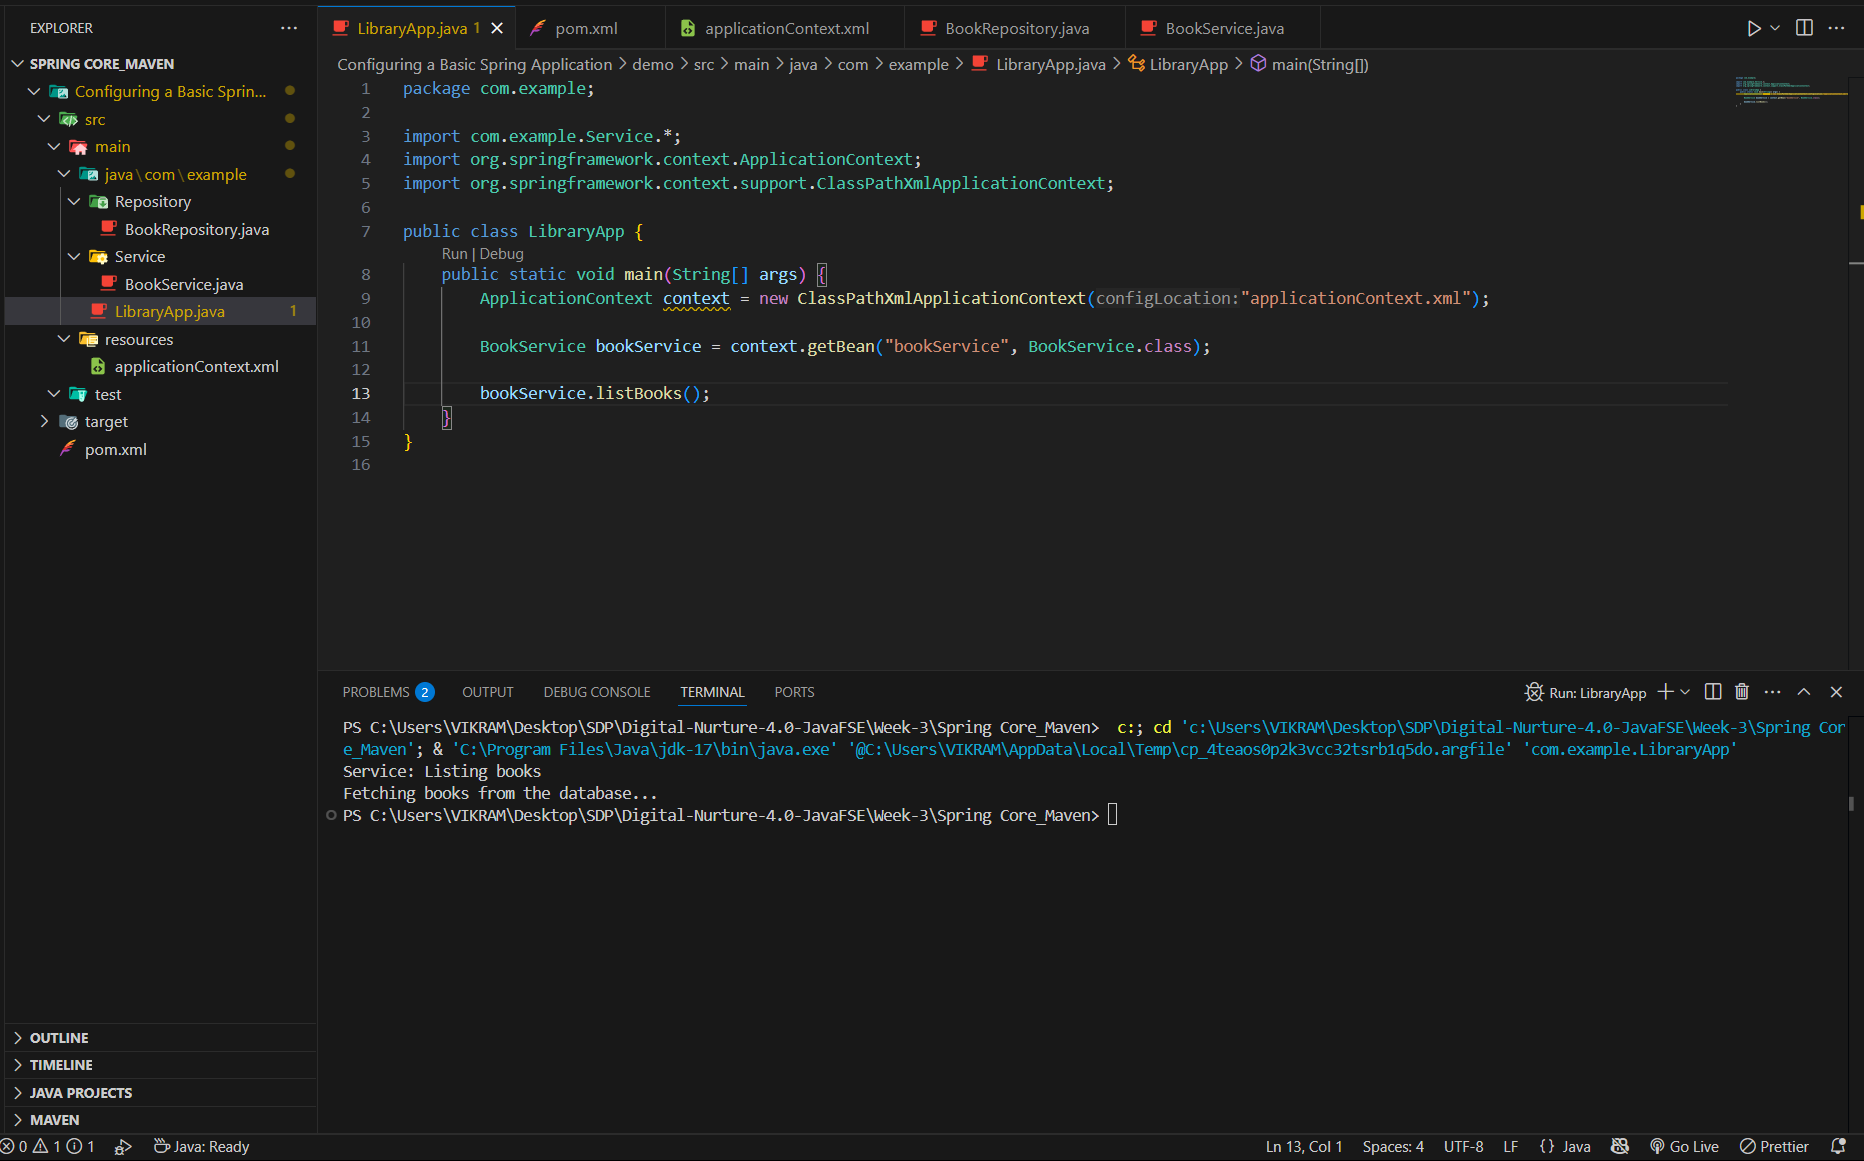 EXPLORER
SPRING CORE_MAVEN
Configuring a Basic Sprin...
src
main
java\com\example
Repository
BookRepository.java
Service
BookService.java
LibraryApp.java 1
resources
applicationContext.xml
test
target
pom.xml
OUTLINE
TIMELINE
JAVA PROJECTS
MAVEN
LibraryApp.java 1 pom.xml applicationContext.xml BookRepository.java BookService.java
Configuring a Basic Spring Application > demo > src > main > java > com > example > LibraryApp.java > LibraryApp > main(String[])
1 package com.example;
2
3 import com.example.Service.*;
4 import org.springframework.context.ApplicationContext;
5 import org.springframework.context.support.ClassPathXmlApplicationContext;
6
7 public class LibraryApp {
Run | Debug
8 public static void main(String[] args) {
9 ApplicationContext context = new ClassPathXmlApplicationContext(configLocation:"applicationContext.xml");
10
11 BookService bookService = context.getBean("bookService", BookService.class);
12
13 bookService.listBooks();
14 }
15 }
16
PROBLEMS 2 OUTPUT DEBUG CONSOLE TERMINAL PORTS Run: LibraryApp
PS C:\Users\VIKRAM\Desktop\SDP\Digital-Nurture-4.0-JavaFSE\Week-3\Spring Core_Maven> c:; cd 'c:\Users\VIKRAM\Desktop\SDP\Digital-Nurture-4.0-JavaFSE\Week-3\Spring Cor
e_Maven'; & 'C:\Program Files\Java\jdk-17\bin\java.exe' '@C:\Users\VIKRAM\AppData\Local\Temp\cp_4teaos0p2k3vcc32tsrb1q5do.argfile' 'com.example.LibraryApp'
Service: Listing books
Fetching books from the database...
PS C:\Users\VIKRAM\Desktop\SDP\Digital-Nurture-4.0-JavaFSE\Week-3\Spring Core_Maven>
0 1 1 Java: Ready Ln 13, Col 1 Spaces: 4 UTF-8 LF {} Java Go Live Prettier